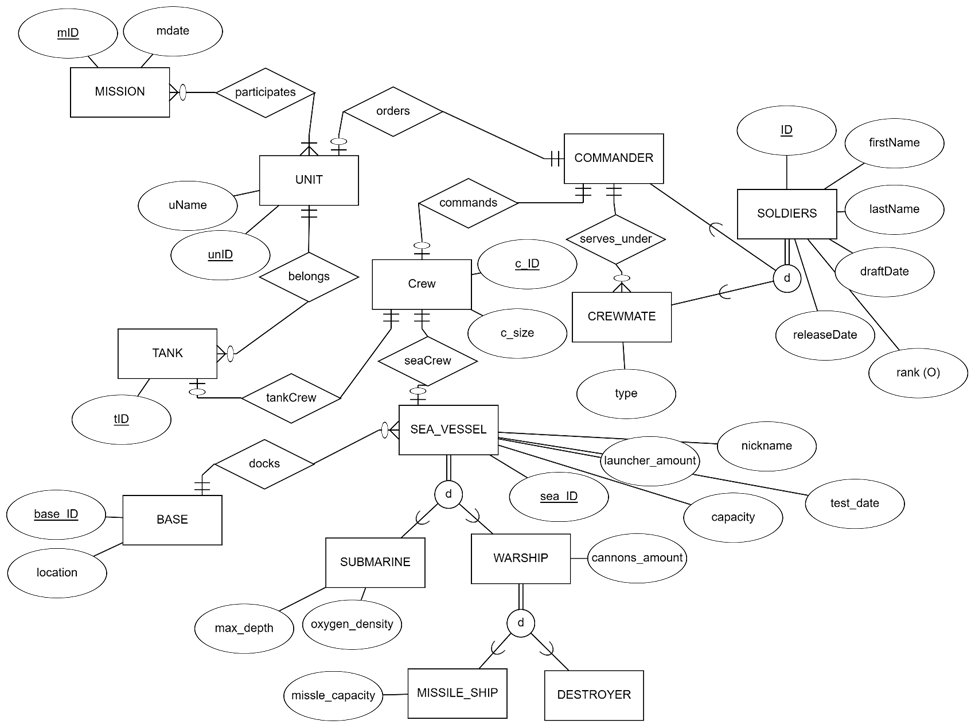 mID
mdate
MISSION
participates
orders
COMMANDER
ID
firstName
UNIT
uName
unID
commands
serves_under
SOLDIERS
lastName
draftDate
d
belongs
Crew
c_ID
c_size
CREWMATE
releaseDate
rank (O)
type
TANK
tID
tankCrew
seaCrew
SEA_VESSEL
docks
nickname
launcher_amount
test_date
capacity
sea_ID
d
base_ID
BASE
location
SUBMARINE
WARSHIP
cannons_amount
max_depth
oxygen_density
d
missle_capacity
MISSILE_SHIP
DESTROYER